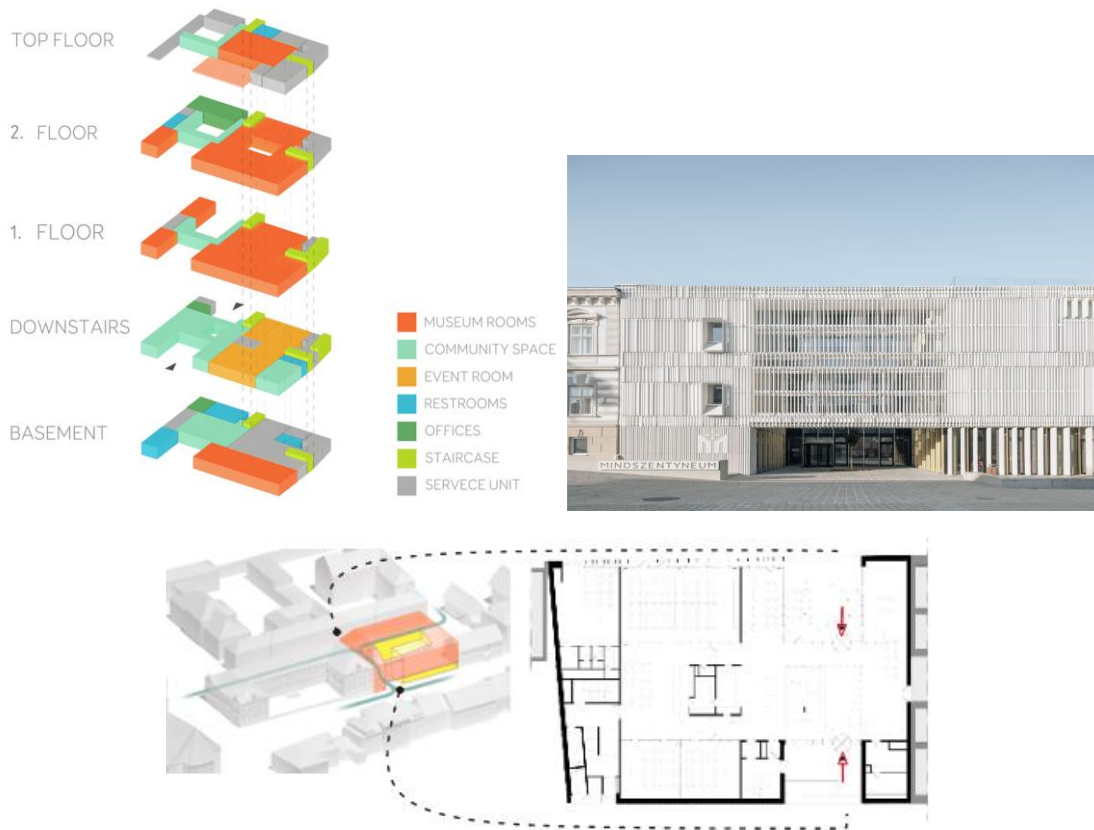 TOP FLOOR
2. FLOOR
1. FLOOR
DOWNSTAIRS
BASEMENT
MUSEUM ROOMS
COMMUNITY SPACE
EVENT ROOM
RESTROOMS
OFFICES
STAIRCASE
SERVECE UNIT
MINDSZENTYNEUM